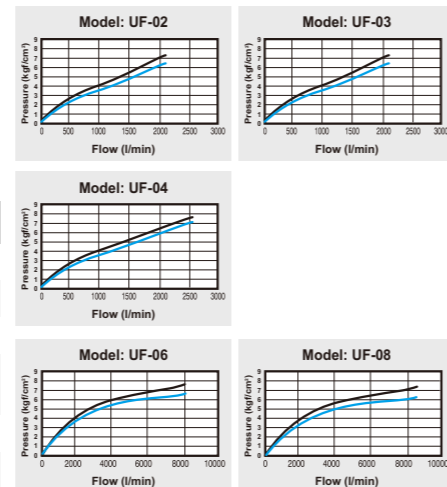 Model: UF-02
Pressure (kgf/cm²)
9
8
7
6
5
4
3
2
1
0
0 500 1000 1500 2000 2500 3000
Flow (l/min)
Model: UF-03
Pressure (kgf/cm²)
9
8
7
6
5
4
3
2
1
0
0 500 1000 1500 2000 2500 3000
Flow (l/min)
Model: UF-04
Pressure (kgf/cm²)
9
8
7
6
5
4
3
2
1
0
0 500 1000 1500 2000 2500 3000
Flow (l/min)
Model: UF-06
Pressure (kgf/cm²)
9
8
7
6
5
4
3
2
1
0
0 2000 4000 6000 8000 10000
Flow (l/min)
Model: UF-08
Pressure (kgf/cm²)
9
8
7
6
5
4
3
2
1
0
0 2000 4000 6000 8000 10000
Flow (l/min)